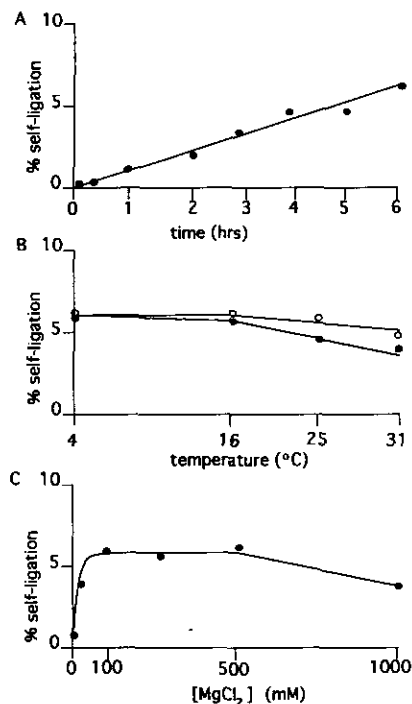 A
10
5
0
% self-ligation
0 1 2 3 4 5 6
time (hrs)
B
10
5
0
% self-ligation
4 16 25 31
temperature (°C)
C
10
5
0
% self-ligation
0 100 500 1000
[MgCl2] (mM)